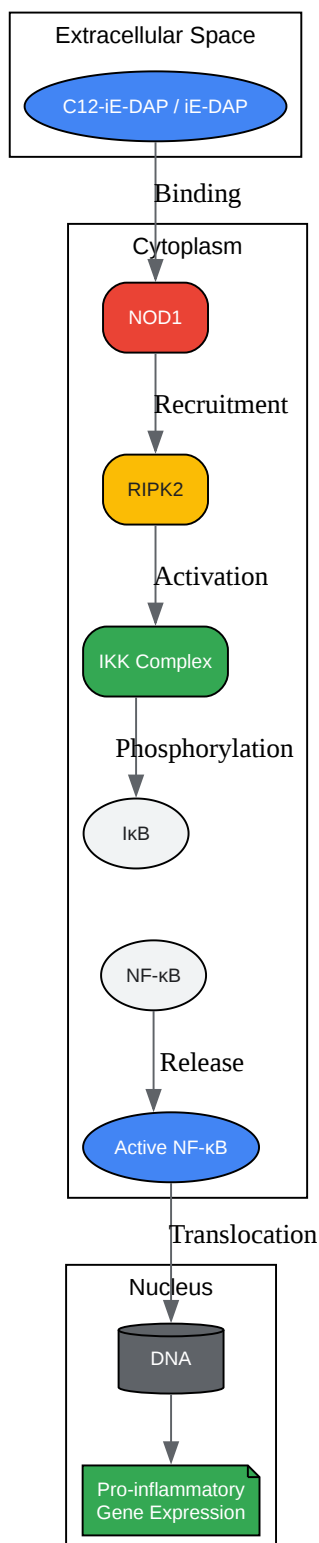 Extracellular Space
C12-iE-DAP / iE-DAP
Binding
Cytoplasm
NOD1
Recruitment
RIPK2
Activation
IKK Complex
Phosphorylation
IκB
NF-κB
Release
Active NF-κB
Translocation
Nucleus
DNA
Pro-inflammatory
Gene Expression